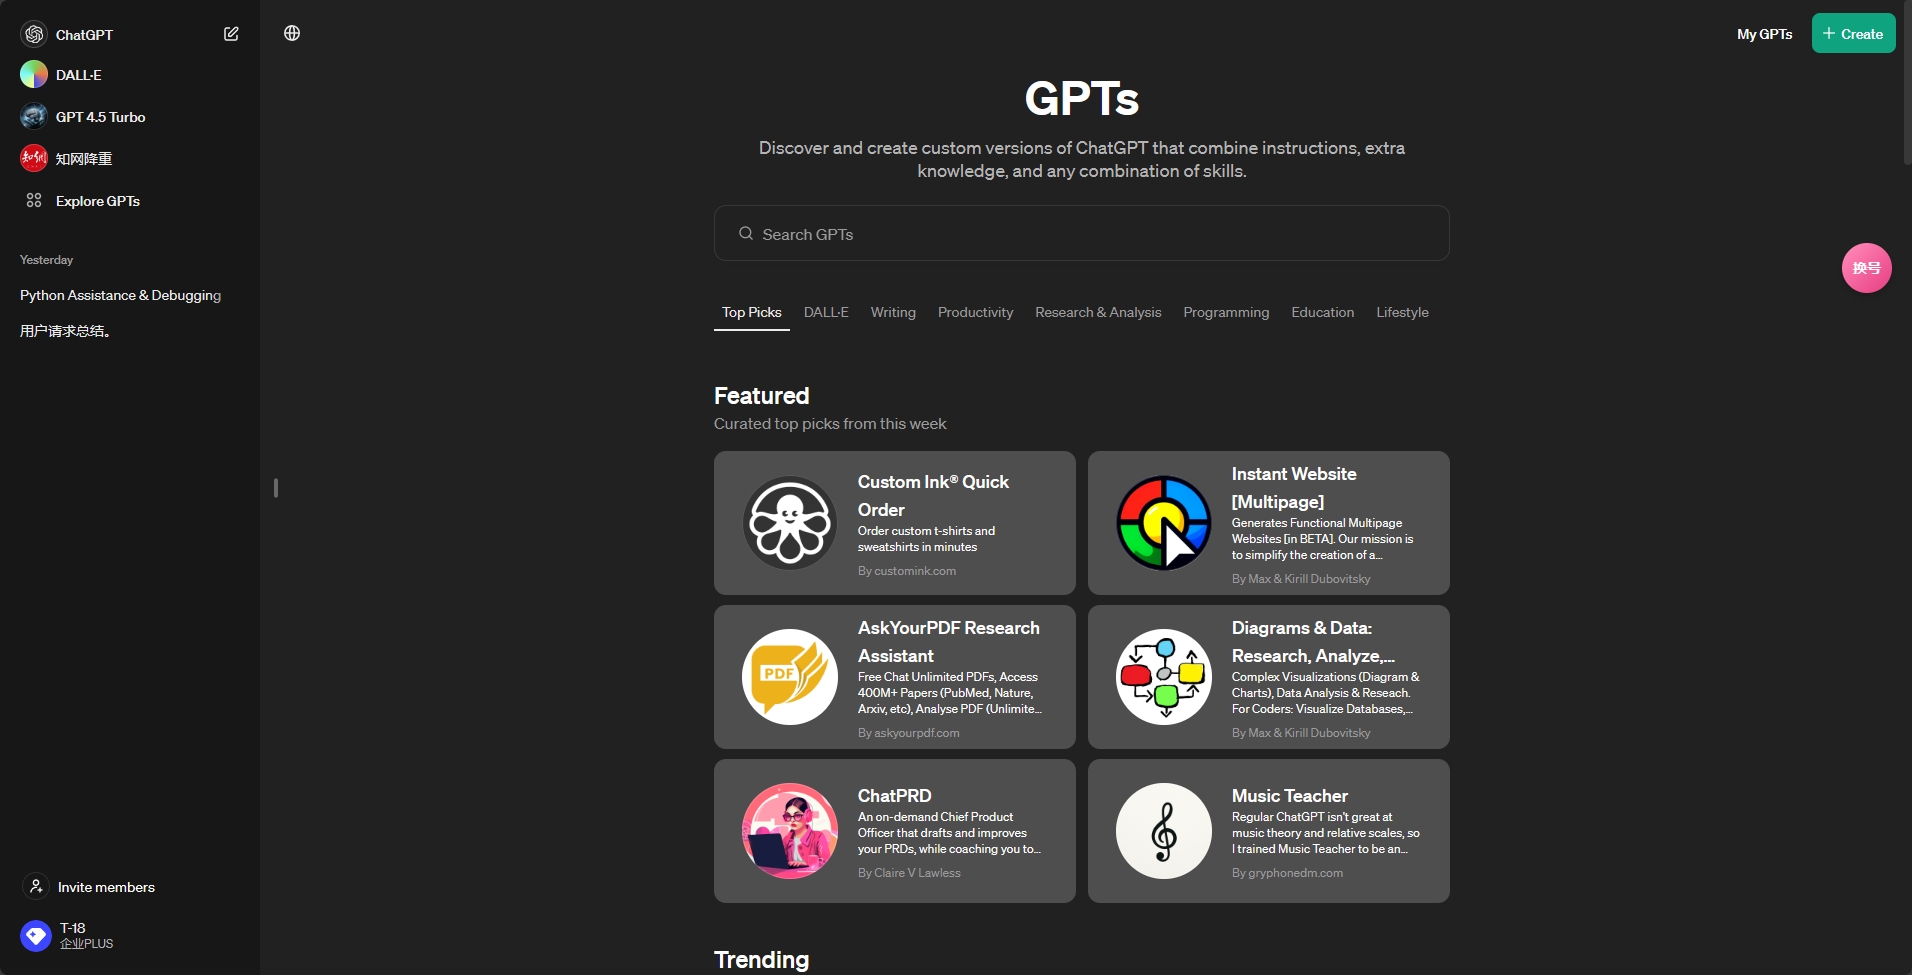 ChatGPT
DALL·E
GPT 4.5 Turbo
知网
知网降重
Explore GPTs
Yesterday
Python Assistance & Debugging
用户请求总结。
Invite members
T-18
企业PLUS
My GPTs
+ Create
GPTs
Discover and create custom versions of ChatGPT that combine instructions, extra
knowledge, and any combination of skills.
Search GPTs
Top Picks DALL·E Writing Productivity Research & Analysis Programming Education Lifestyle
换号
Featured
Curated top picks from this week
Custom Ink® Quick
Order
Order custom t-shirts and
sweatshirts in minutes
By customink.com
Instant Website
[Multipage]
Generates Functional Multipage
Websites [in BETA]. Our mission is
to simplify the creation of a...
By Max & Kirill Dubovitsky
PDF
AskYourPDF Research
Assistant
Free Chat Unlimited PDFs, Access
400M+ Papers (PubMed, Nature,
Arxiv, etc), Analyse PDF (Unlimite...
By askyourpdf.com
Diagrams & Data:
Research, Analyze,...
Complex Visualizations (Diagram &
Charts), Data Analysis & Reseach.
For Coders: Visualize Databases,...
By Max & Kirill Dubovitsky
ChatPRD
An on-demand Chief Product
Officer that drafts and improves
your PRDs, while coaching you to...
By Claire V Lawless
Music Teacher
Regular ChatGPT isn't great at
music theory and relative scales, so
I trained Music Teacher to be an...
By gryphonedm.com
Trending